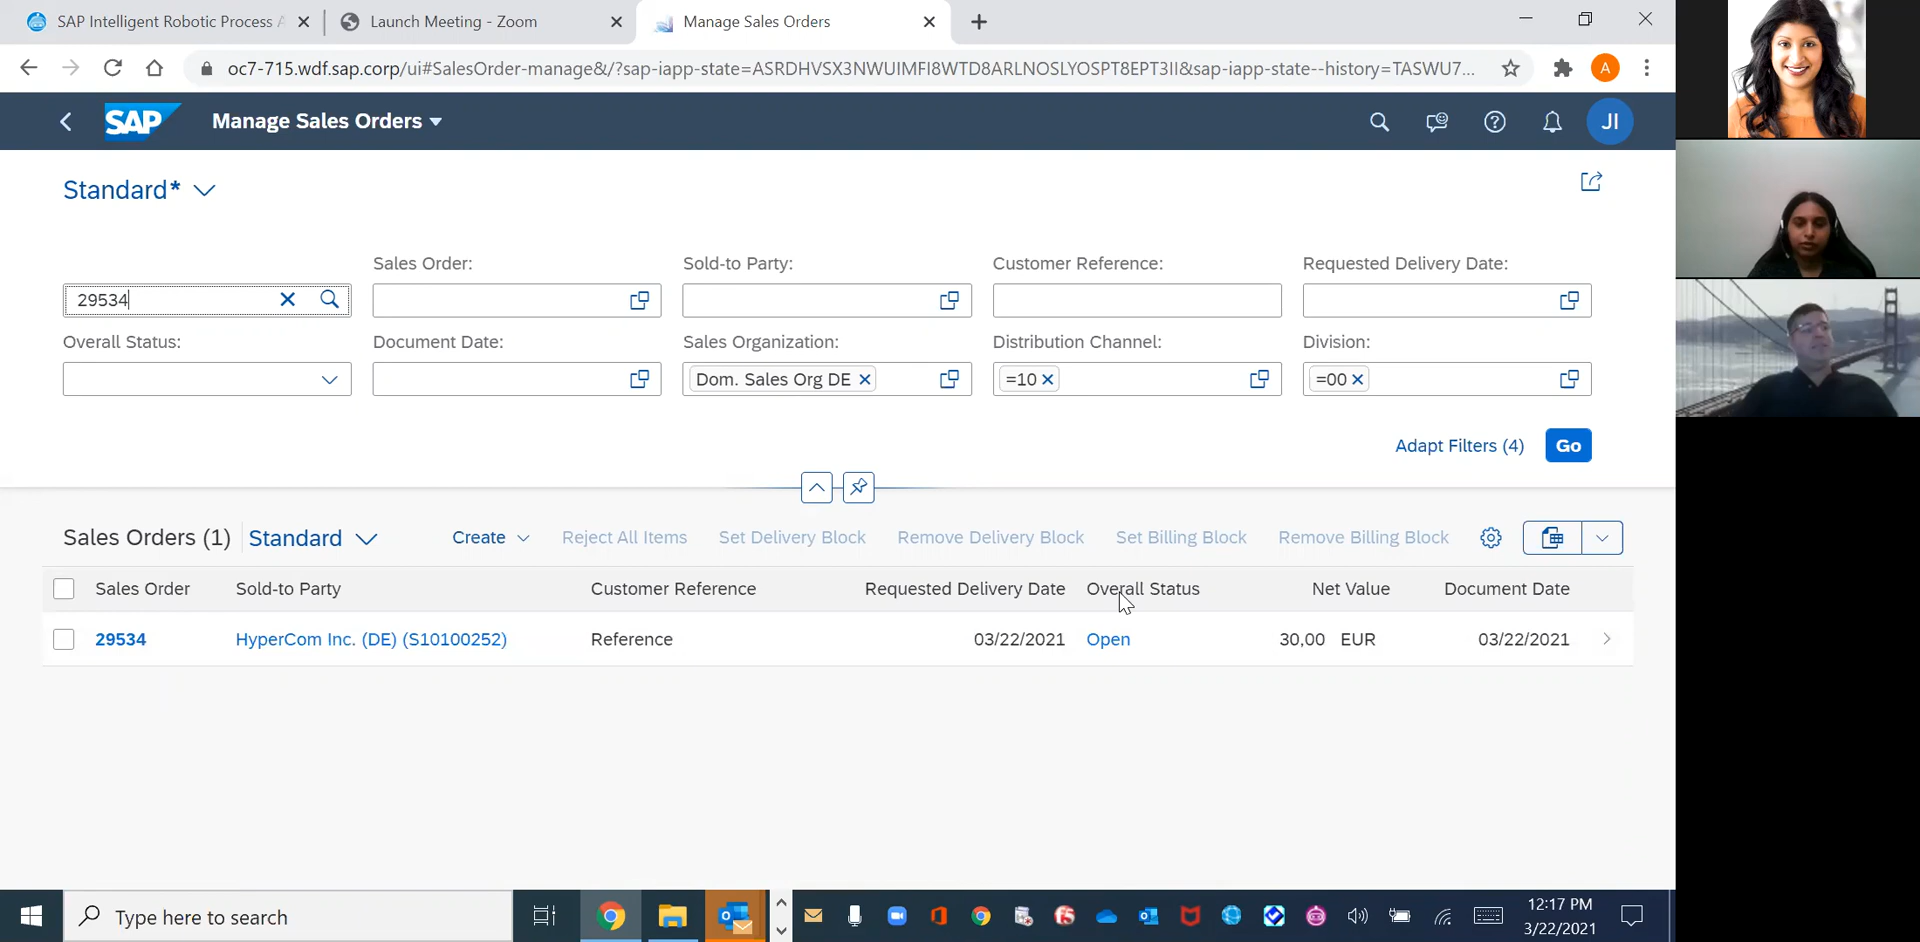 SAP Intelligent Robotic Process A
Launch Meeting - Zoom
Manage Sales Orders
oc7-715.wdf.sap.corp/ui#SalesOrder-manage&/?sap-iapp-state=ASRDHVSX3NWUIMFI8WTD8ARLNOSLYOSPT8EPT3II&sap-iapp-state--history=TASWU7...
A
SAP
Manage Sales Orders
JI
Standard*
Sales Order:
Sold-to Party:
Customer Reference:
Requested Delivery Date:
29534
Overall Status:
Document Date:
Sales Organization:
Distribution Channel:
Division:
Dom. Sales Org DE
=10
=00
Adapt Filters (4)
Go
Sales Orders (1)
Standard
Create
Reject All Items
Set Delivery Block
Remove Delivery Block
Set Billing Block
Remove Billing Block
Sales Order
Sold-to Party
Customer Reference
Requested Delivery Date
Overall Status
Net Value
Document Date
29534
HyperCom Inc. (DE) (S10100252)
Reference
03/22/2021
Open
30,00 EUR
03/22/2021
Type here to search
12:17 PM
3/22/2021